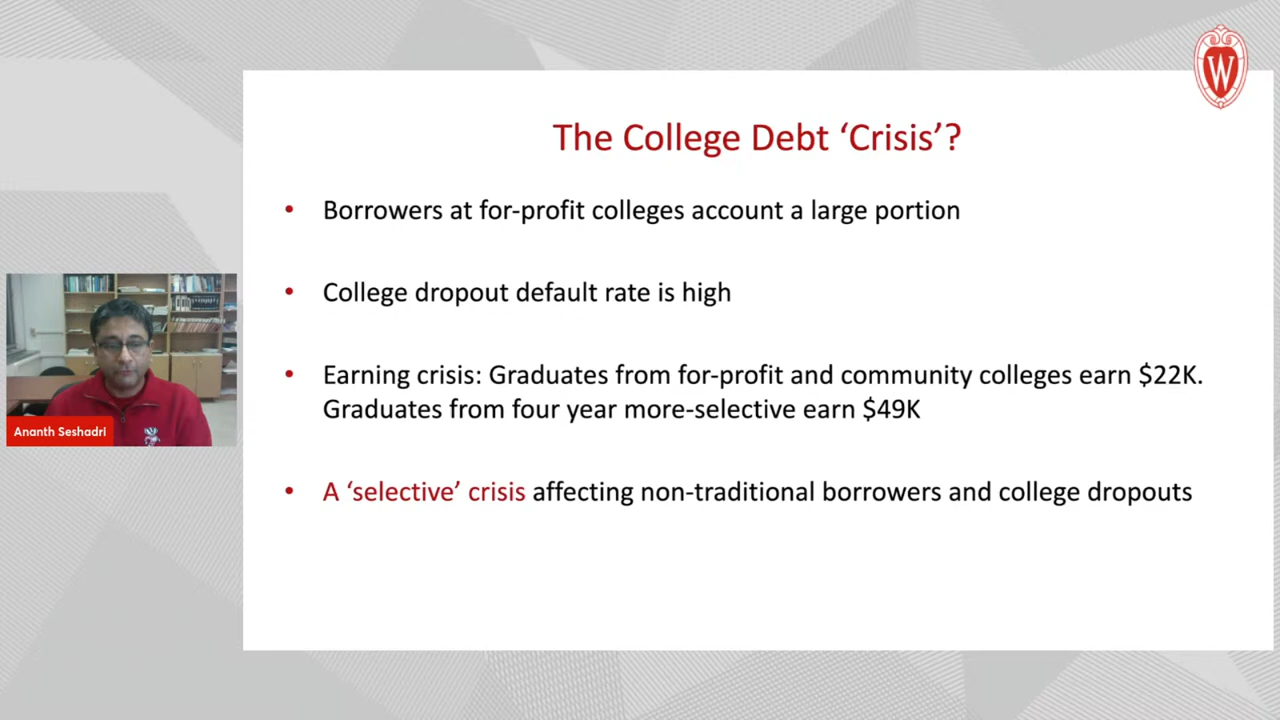 W
The College Debt ‘Crisis’?
• Borrowers at for-profit colleges account a large portion
• College dropout default rate is high
• Earning crisis: Graduates from for-profit and community colleges earn $22K.
Graduates from four year more-selective earn $49K
• A ‘selective’ crisis affecting non-traditional borrowers and college dropouts
Ananth Seshadri